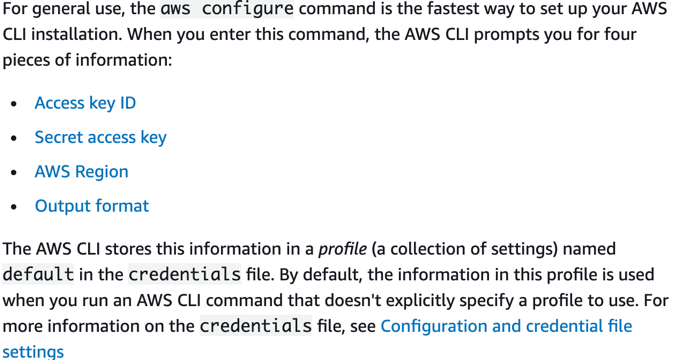 For general use, the aws configure command is the fastest way to set up your AWS
CLI installation. When you enter this command, the AWS CLI prompts you for four
pieces of information:
• Access key ID
• Secret access key
• AWS Region
• Output format
The AWS CLI stores this information in a profile (a collection of settings) named
default in the credentials file. By default, the information in this profile is used
when you run an AWS CLI command that doesn't explicitly specify a profile to use. For
more information on the credentials file, see Configuration and credential file
settings